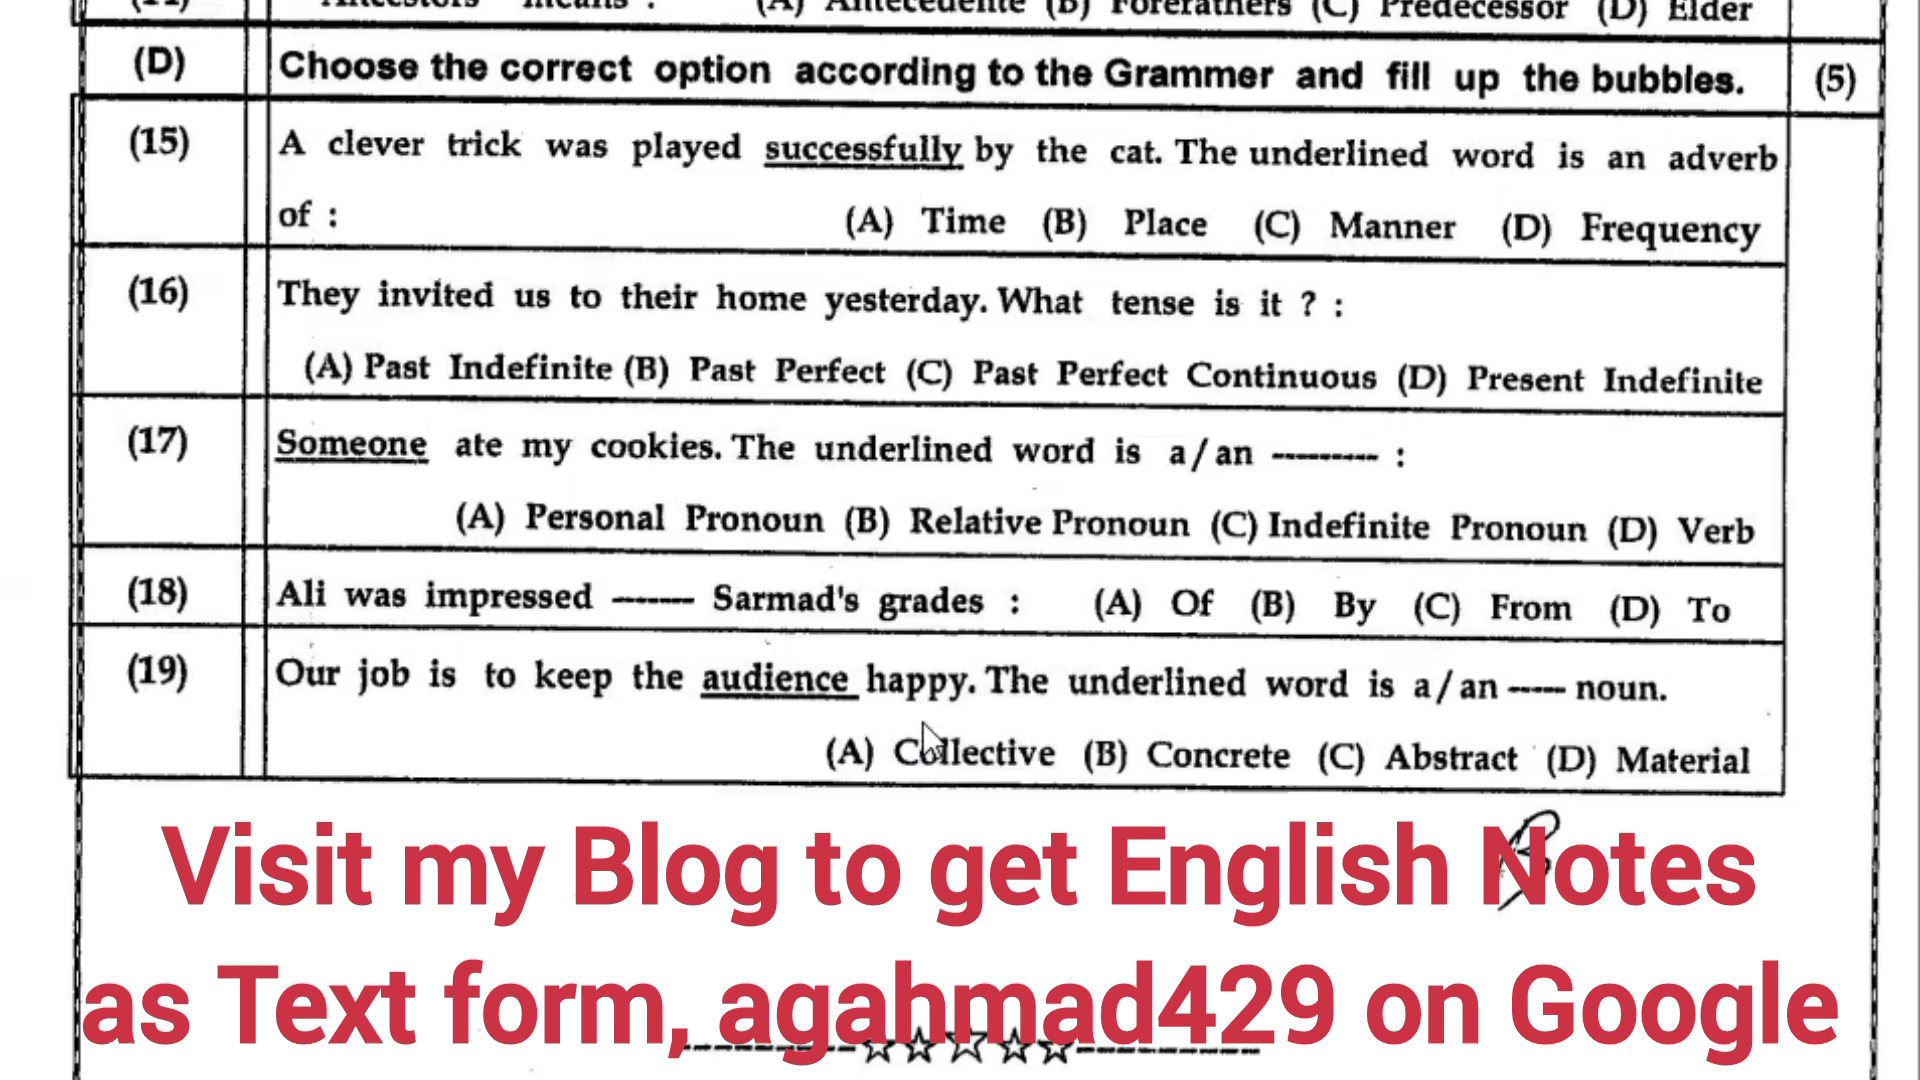 "Ancestors" means : (A) Antecedente (B) Forefathers (C) Predecessor (D) Elder
(D) Choose the correct option according to the Grammer and fill up the bubbles. (5)
(15) A clever trick was played successfully by the cat. The underlined word is an adverb
of : (A) Time (B) Place (C) Manner (D) Frequency
(16) They invited us to their home yesterday. What tense is it ? :
(A) Past Indefinite (B) Past Perfect (C) Past Perfect Continuous (D) Present Indefinite
(17) Someone ate my cookies. The underlined word is a/an --------- :
(A) Personal Pronoun (B) Relative Pronoun (C) Indefinite Pronoun (D) Verb
(18) Ali was impressed ------- Sarmad's grades : (A) Of (B) By (C) From (D) To
(19) Our job is to keep the audience happy. The underlined word is a/an ----- noun.
(A) Collective (B) Concrete (C) Abstract (D) Material
Visit my Blog to get English Notes
as Text form, agahmad429 on Google